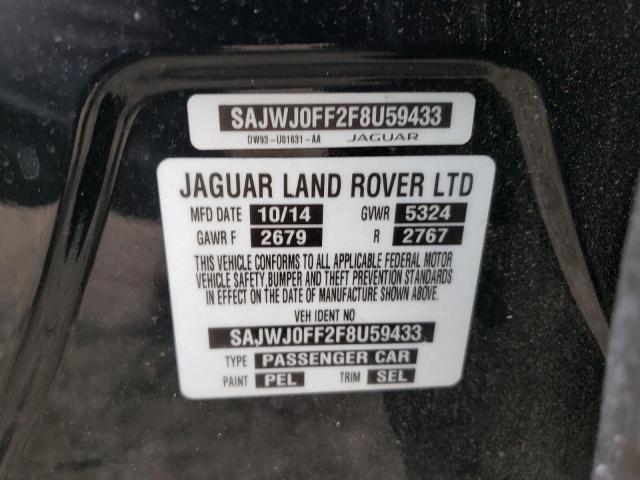 SAJWJ0FF2F8U59433
DW93-U01631-AA JAGUAR
JAGUAR LAND ROVER LTD
MFD DATE 10/14 GVWR 5324
GAWR F 2679 R 2767
THIS VEHICLE CONFORMS TO ALL APPLICABLE FEDERAL MOTOR
VEHICLE SAFETY, BUMPER AND THEFT PREVENTION STANDARDS
IN EFFECT ON THE DATE OF MANUFACTURE SHOWN ABOVE.
VEH IDENT NO
SAJWJ0FF2F8U59433
TYPE PASSENGER CAR
PAINT PEL TRIM SEL